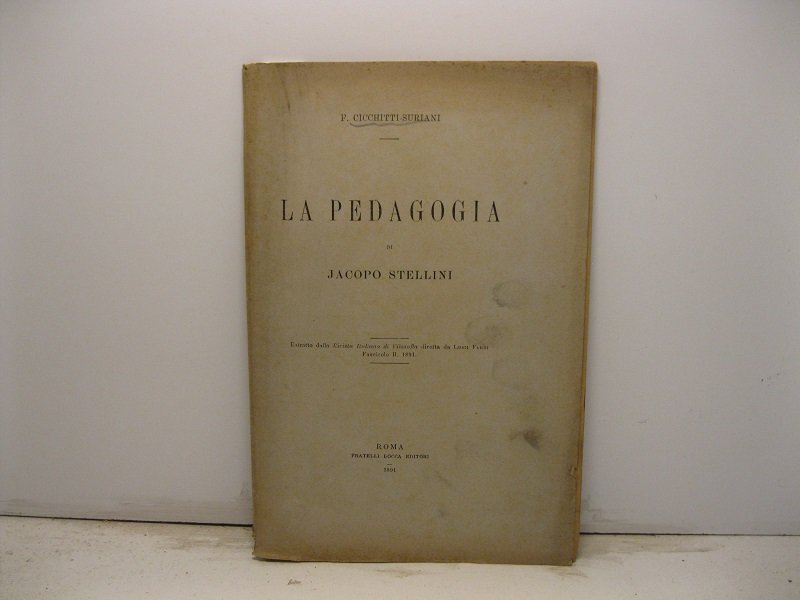 F. CICCHITTI-SURIANI
LA PEDAGOGIA
DI
JACOPO STELLINI
Estratto dalla Rivista Italiana di Filosofia diretta da LUIGI FERRI
Fascicolo II. 1891.
ROMA
FRATELLI BOCCA EDITORI
1891